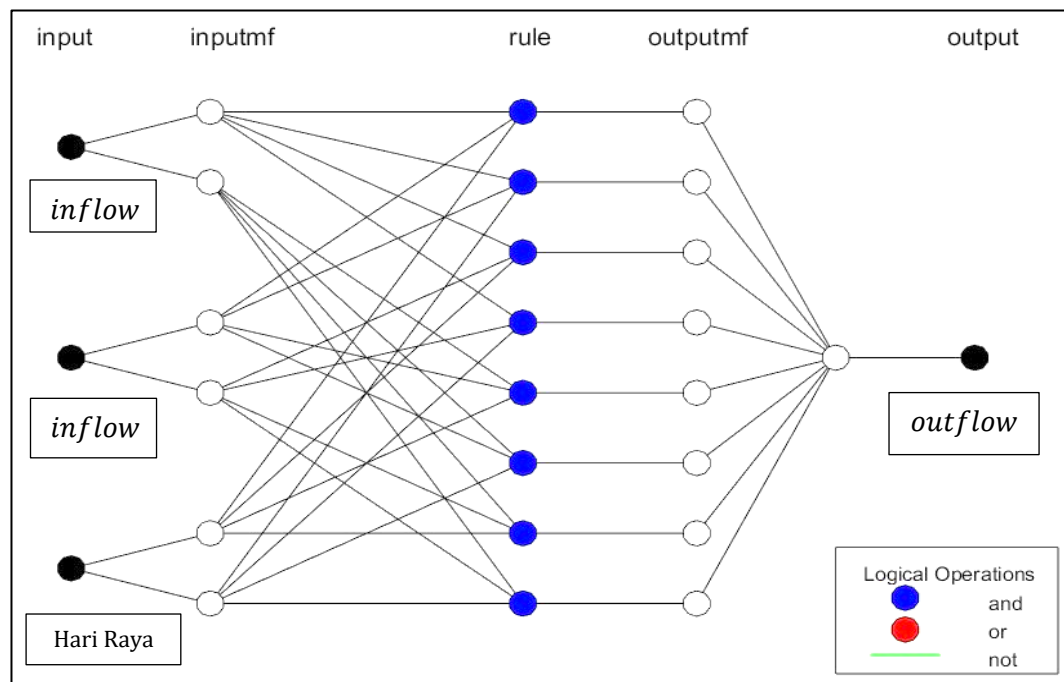 input inputmf rule outputmf output
inflow
inflow
outflow
Hari Raya
Logical Operations
and
or
not